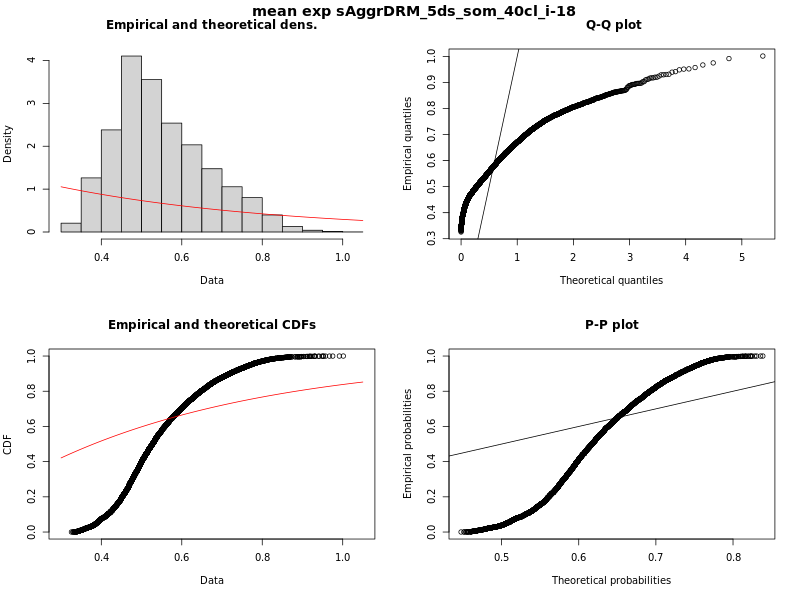 mean exp sAggrDRM_5ds_som_40cl_i-18
Empirical and theoretical dens.
Density
0 1 2 3 4
0.4 0.6 0.8 1.0
Data
Q-Q plot
Empirical quantiles
0.3 0.4 0.5 0.6 0.7 0.8 0.9 1.0
0 1 2 3 4 5
Theoretical quantiles
Empirical and theoretical CDFs
CDF
0.0 0.2 0.4 0.6 0.8 1.0
0.4 0.6 0.8 1.0
Data
P-P plot
Empirical probabilities
0.0 0.2 0.4 0.6 0.8 1.0
0.5 0.6 0.7 0.8
Theoretical probabilities